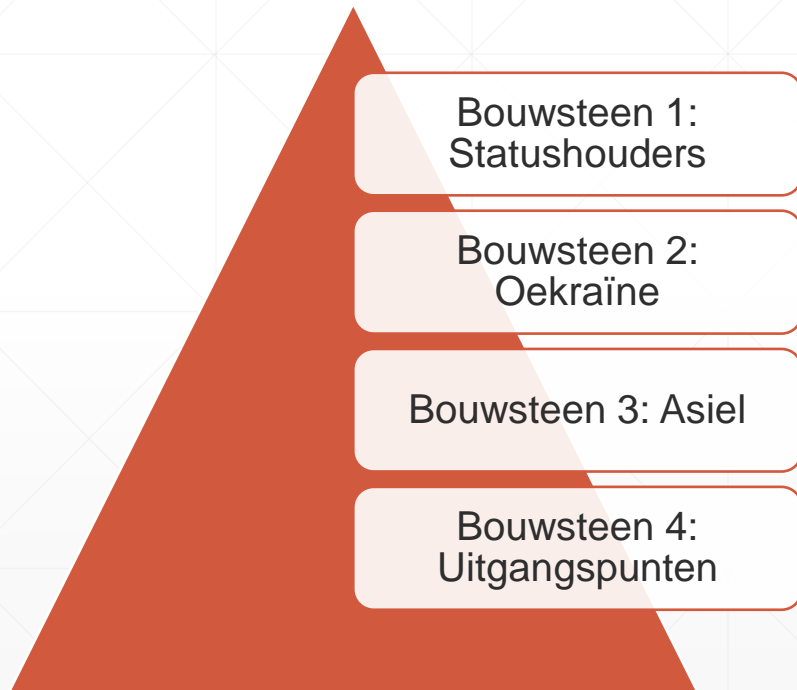 Bouwsteen 1:
Statushouders
Bouwsteen 2:
Oekraïne
Bouwsteen 3: Asiel
Bouwsteen 4:
Uitgangspunten